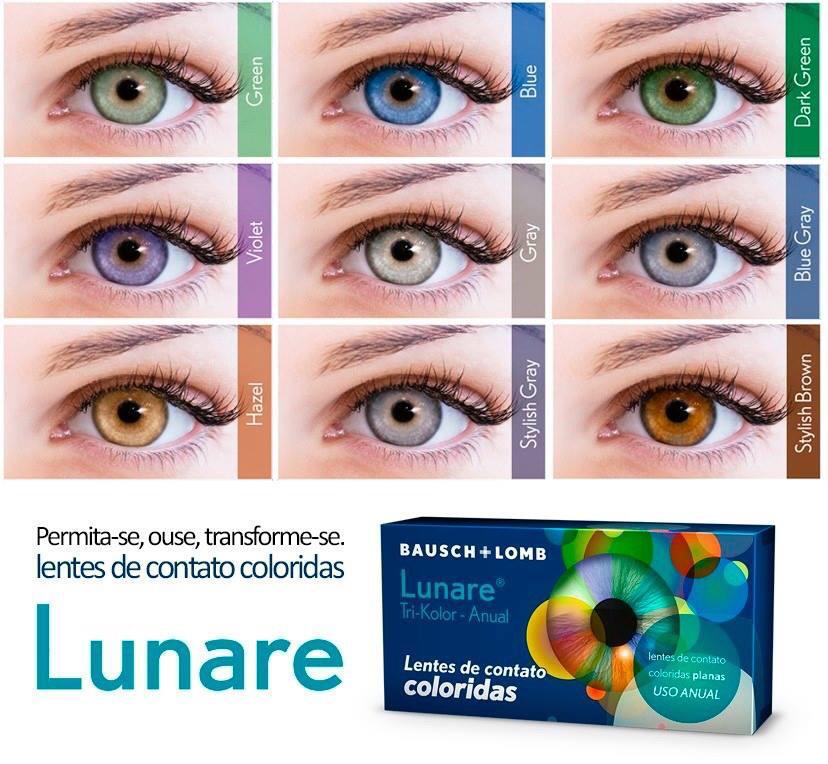 Green
Blue
Dark Green
Violet
Gray
Blue Gray
Hazel
Stylish Gray
Stylish Brown
Permita-se, ouse, transforme-se.
lentes de contato coloridas
Lunare
BAUSCH+LOMB
Lunare®
Tri-Kolor - Anual
Lentes de contato
coloridas
lentes de contato
coloridas planas
USO ANUAL